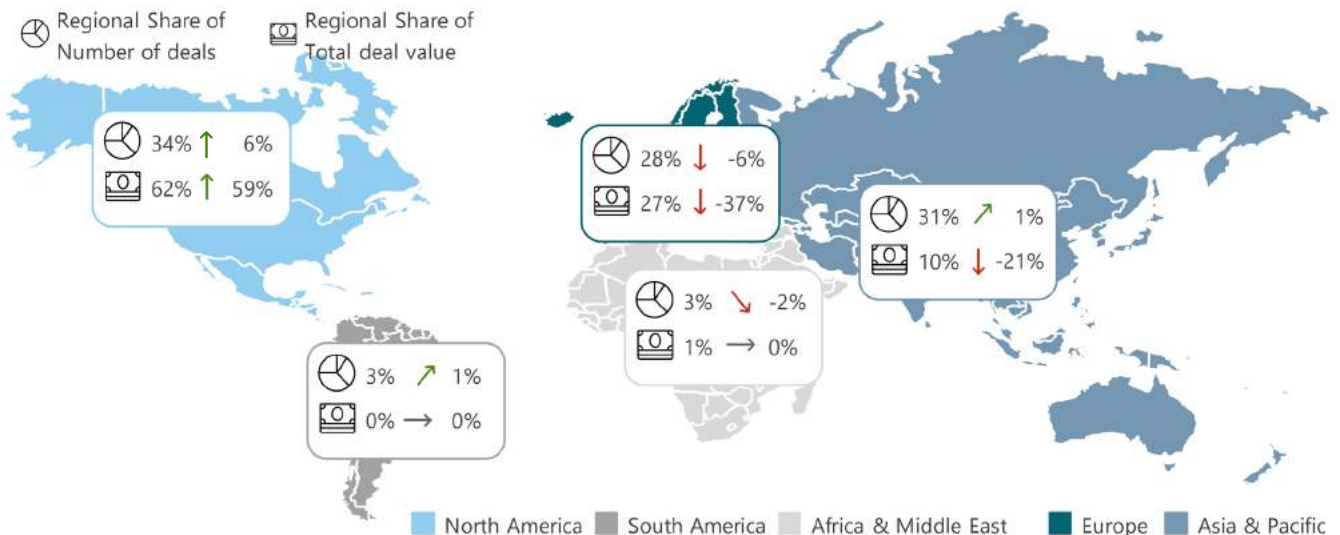 Regional Share of
Number of deals
Regional Share of
Total deal value
34% ↑ 6%
62% ↑ 59%
28% ↓ -6%
27% ↓ -37%
31% ↗ 1%
10% ↓ -21%
3% ↘ -2%
1% → 0%
3% ↗ 1%
0% → 0%
North America
South America
Africa & Middle East
Europe
Asia & Pacific